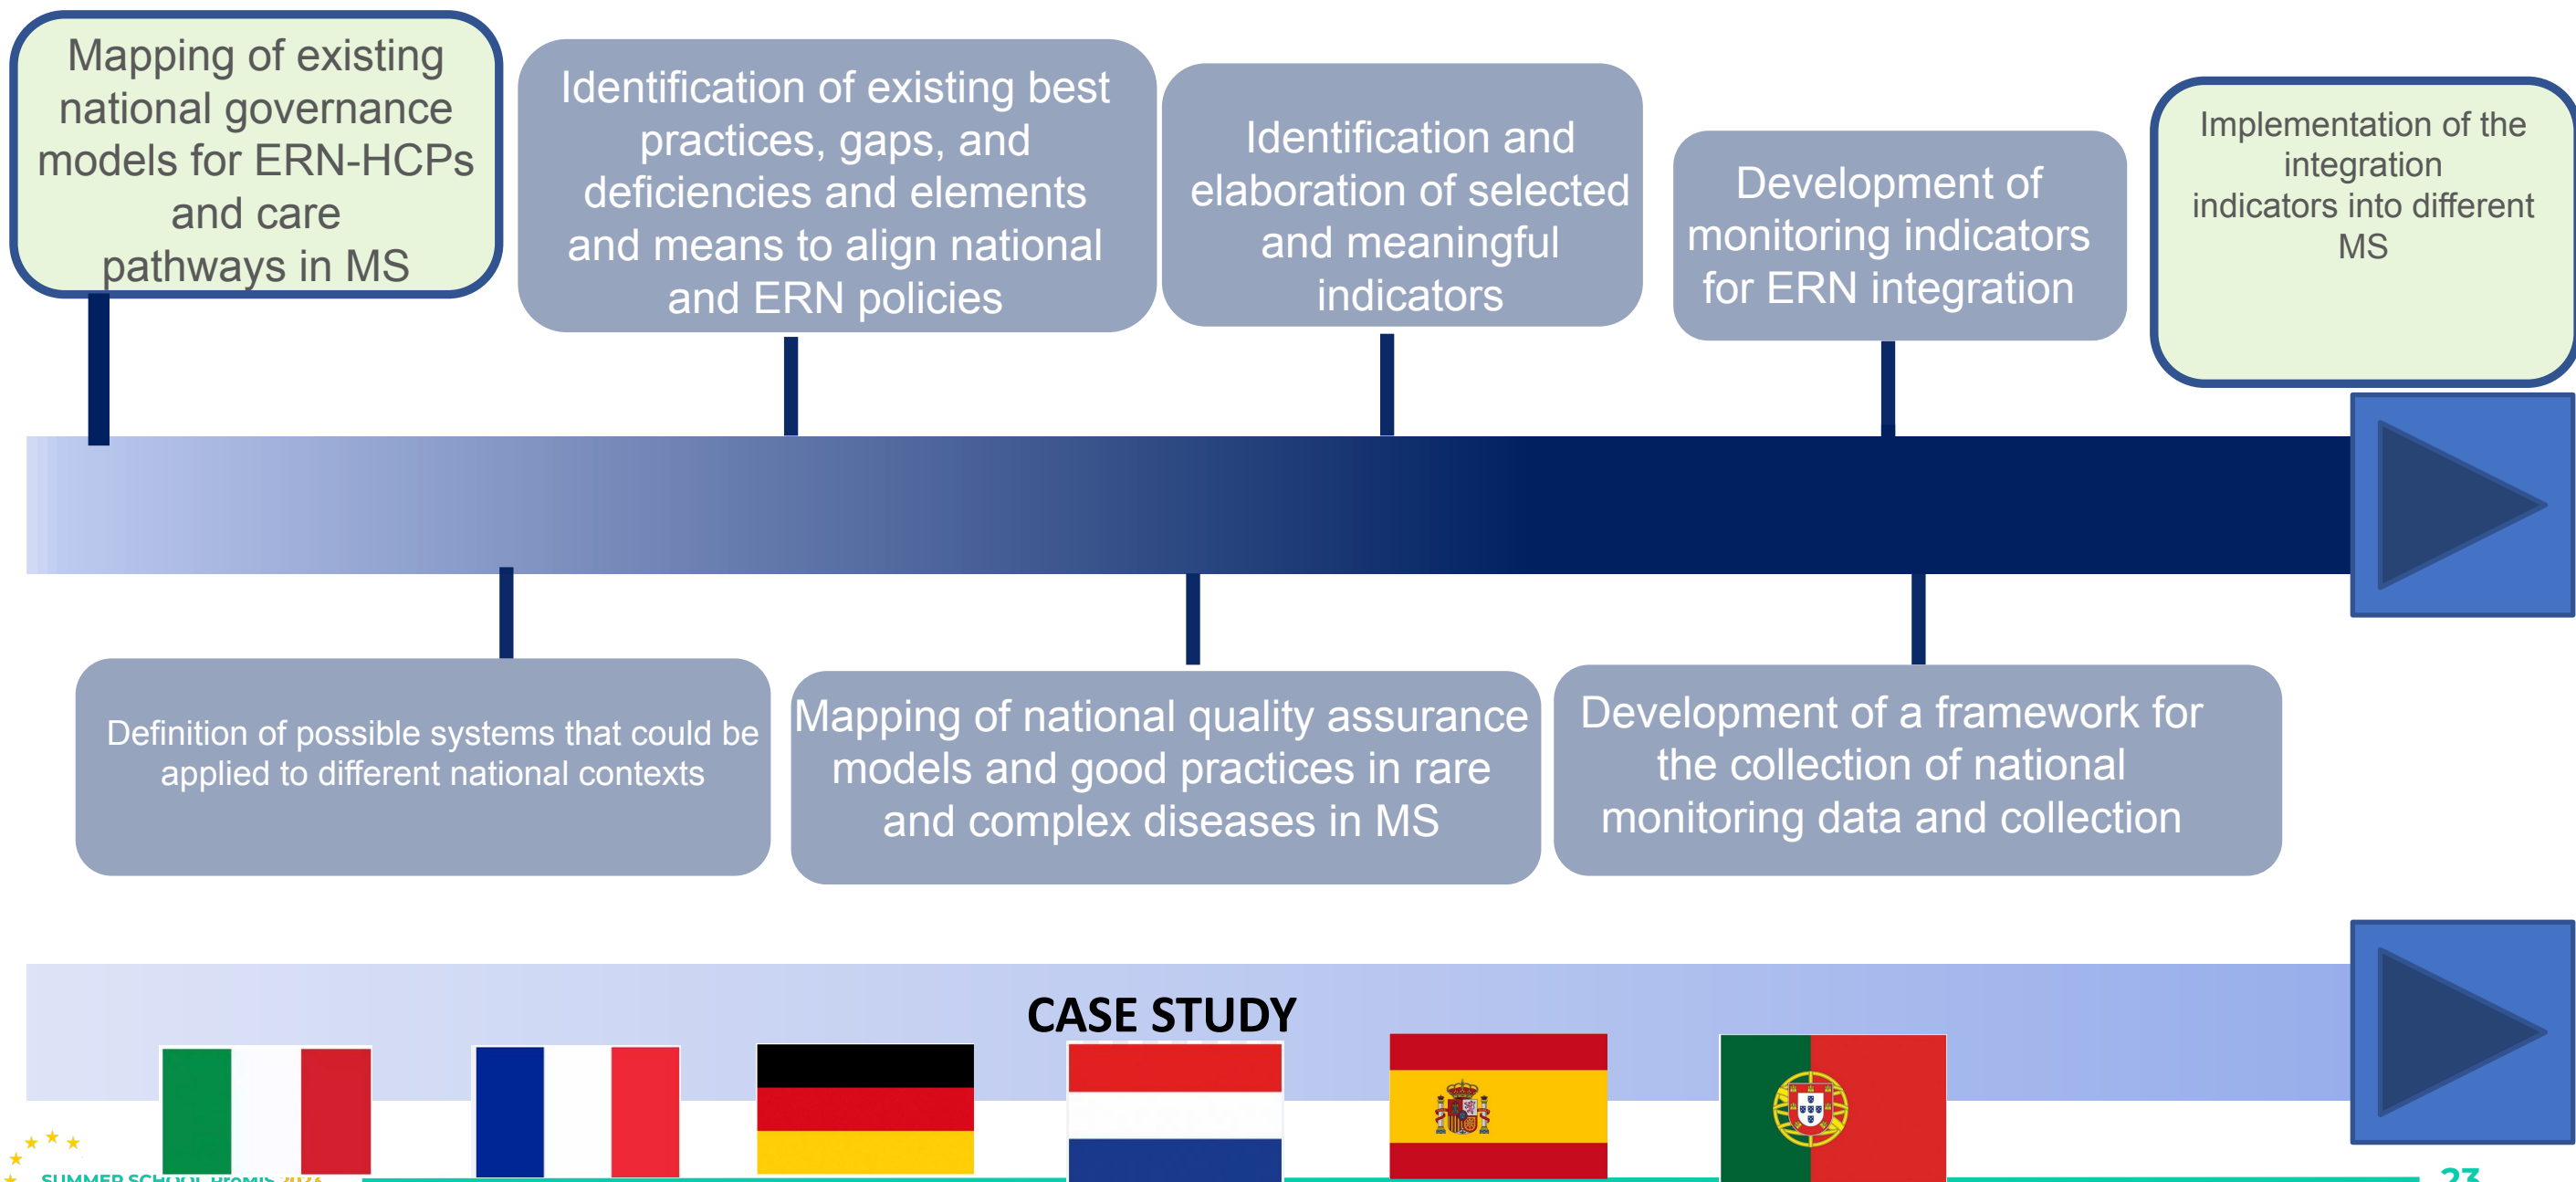 Mapping of existing
national governance
models for ERN-HCPs
and care
pathways in MS
Identification of existing best
practices, gaps, and
deficiencies and elements
and means to align national
and ERN policies
Identification and
elaboration of selected
and meaningful
indicators
Development of
monitoring indicators
for ERN integration
Implementation of the
integration
indicators into different
MS
Definition of possible systems that could be
applied to different national contexts
Mapping of national quality assurance
models and good practices in rare
and complex diseases in MS
Development of a framework for
the collection of national
monitoring data and collection
CASE STUDY
SUMMER SCHOOL ProMIS
23